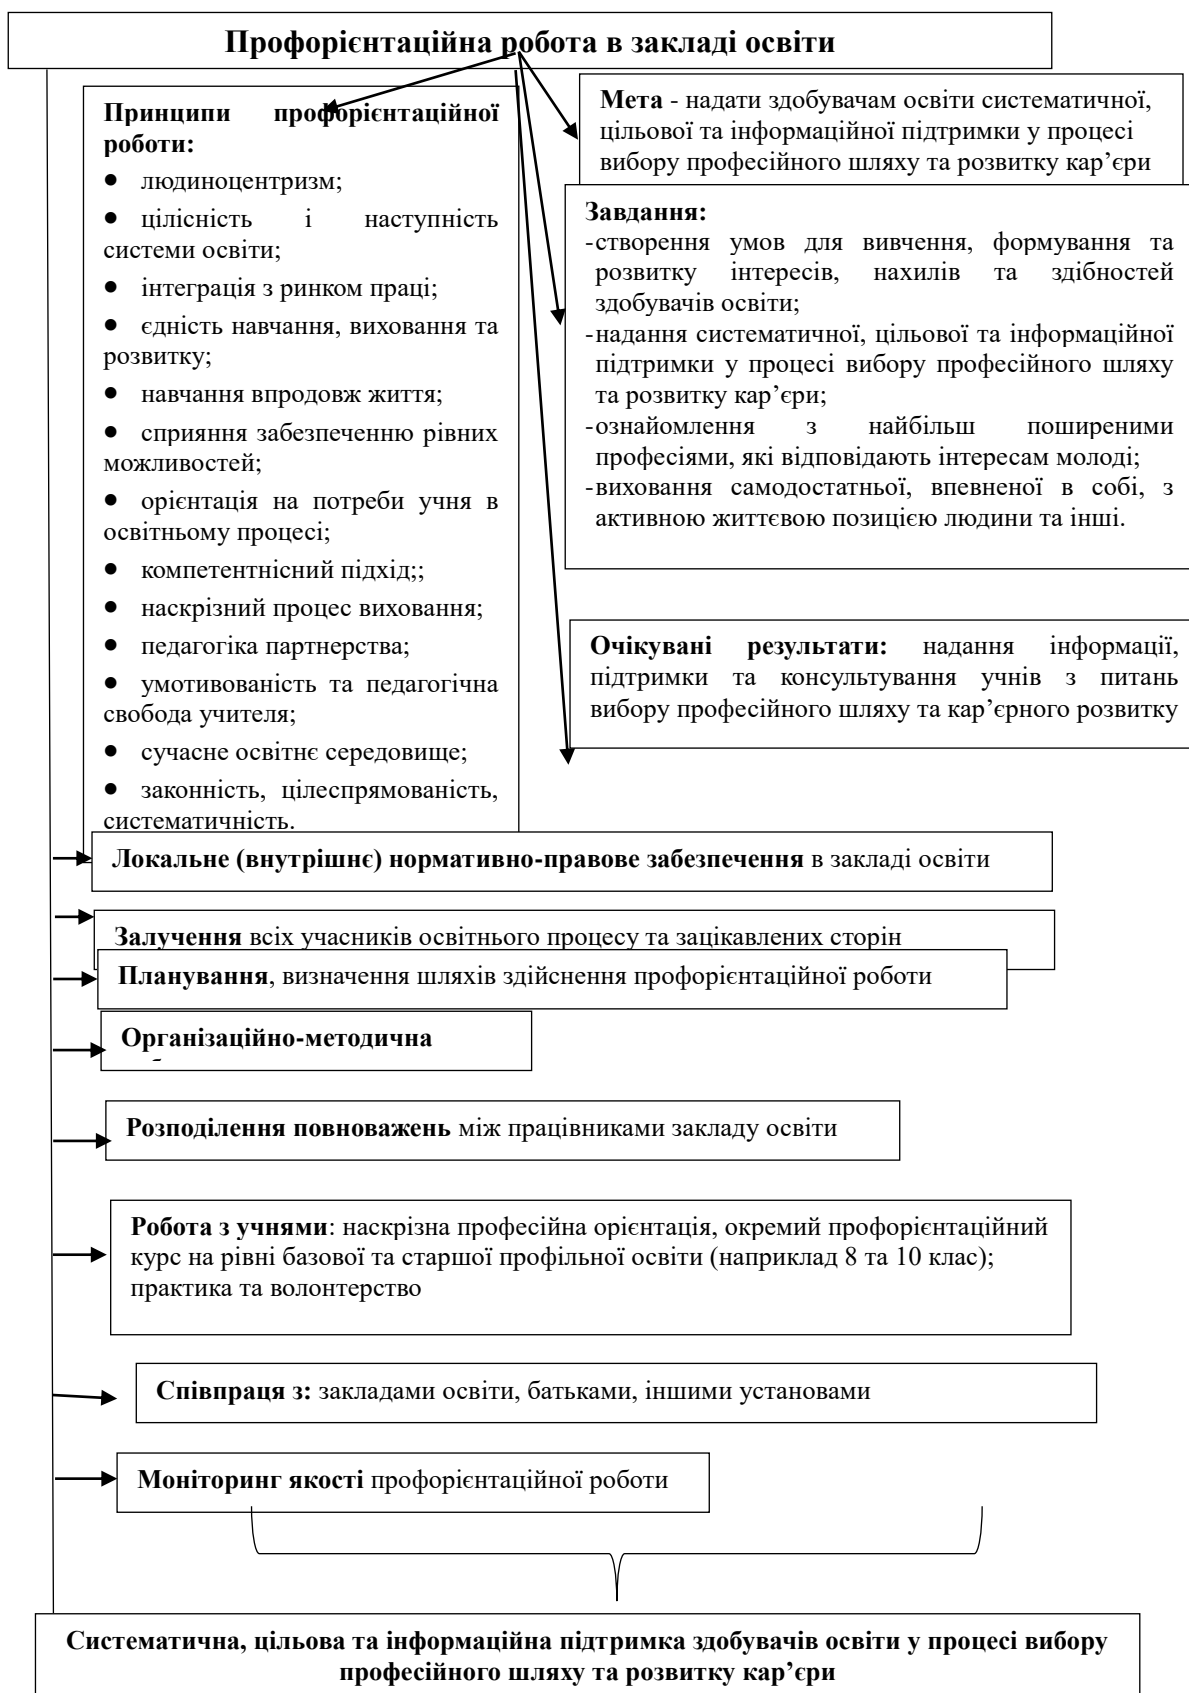 Профорієнтаційна робота в закладі освіти
Принципи профорієнтаційної
роботи:
● людиноцентризм;
● цілісність і наступність
системи освіти;
● інтеграція з ринком праці;
● єдність навчання, виховання та
розвитку;
● навчання впродовж життя;
● сприяння забезпеченню рівних
можливостей;
● орієнтація на потреби учня в
освітньому процесі;
● компетентнісний підхід;;
● наскрізний процес виховання;
● педагогіка партнерства;
● умотивованість та педагогічна
свобода учителя;
● сучасне освітнє середовище;
● законність, цілеспрямованість,
систематичність.
Мета - надати здобувачам освіти систематичної,
цільової та інформаційної підтримки у процесі
вибору професійного шляху та розвитку кар’єри
Завдання:
-створення умов для вивчення, формування та
розвитку інтересів, нахилів та здібностей
здобувачів освіти;
-надання систематичної, цільової та інформаційної
підтримки у процесі вибору професійного шляху
та розвитку кар’єри;
-ознайомлення з найбільш поширеними
професіями, які відповідають інтересам молоді;
-виховання самодостатньої, впевненої в собі, з
активною життєвою позицією людини та інші.
Очікувані результати: надання інформації,
підтримки та консультування учнів з питань
вибору професійного шляху та кар’єрного розвитку
Локальне (внутрішнє) нормативно-правове забезпечення в закладі освіти
Залучення всіх учасників освітнього процесу та зацікавлених сторін
Планування, визначення шляхів здійснення профорієнтаційної роботи
Організаційно-методична
Розподілення повноважень між працівниками закладу освіти
Робота з учнями: наскрізна професійна орієнтація, окремий профорієнтаційний
курс на рівні базової та старшої профільної освіти (наприклад 8 та 10 клас);
практика та волонтерство
Співпраця з: закладами освіти, батьками, іншими установами
Моніторинг якості профорієнтаційної роботи
Систематична, цільова та інформаційна підтримка здобувачів освіти у процесі вибору
професійного шляху та розвитку кар’єри